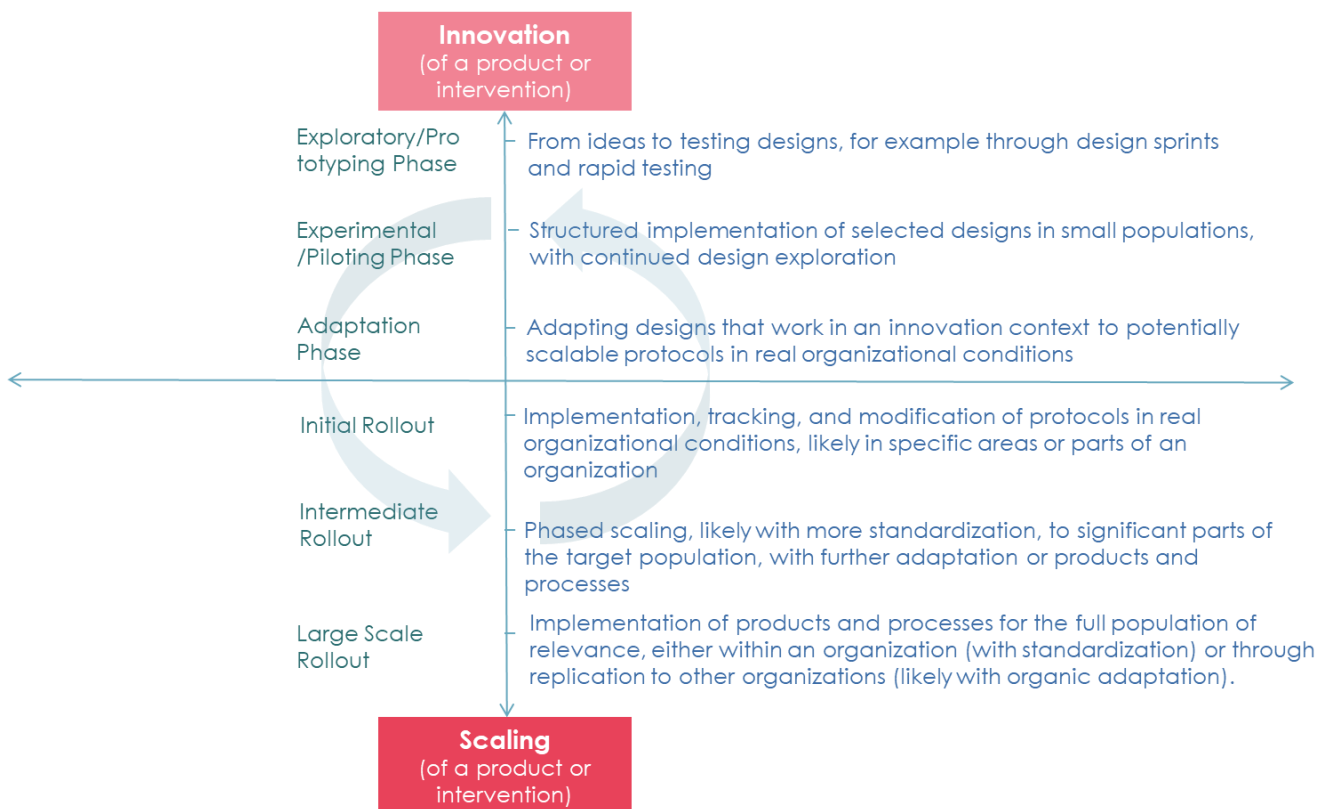 Innovation
(of a product or
intervention)
Exploratory/Pro
totyping Phase
From ideas to testing designs, for example through design sprints
and rapid testing
Experimental
/Piloting Phase
Structured implementation of selected designs in small populations,
with continued design exploration
Adaptation
Phase
Adapting designs that work in an innovation context to potentially
scalable protocols in real organizational conditions
Initial Rollout
Implementation, tracking, and modification of protocols in real
organizational conditions, likely in specific areas or parts of an
organization
Intermediate
Rollout
Phased scaling, likely with more standardization, to significant parts of
the target population, with further adaptation or products and
processes
Large Scale
Rollout
Implementation of products and processes for the full population of
relevance, either within an organization (with standardization) or through
replication to other organizations (likely with organic adaptation).
Scaling
(of a product or
intervention)